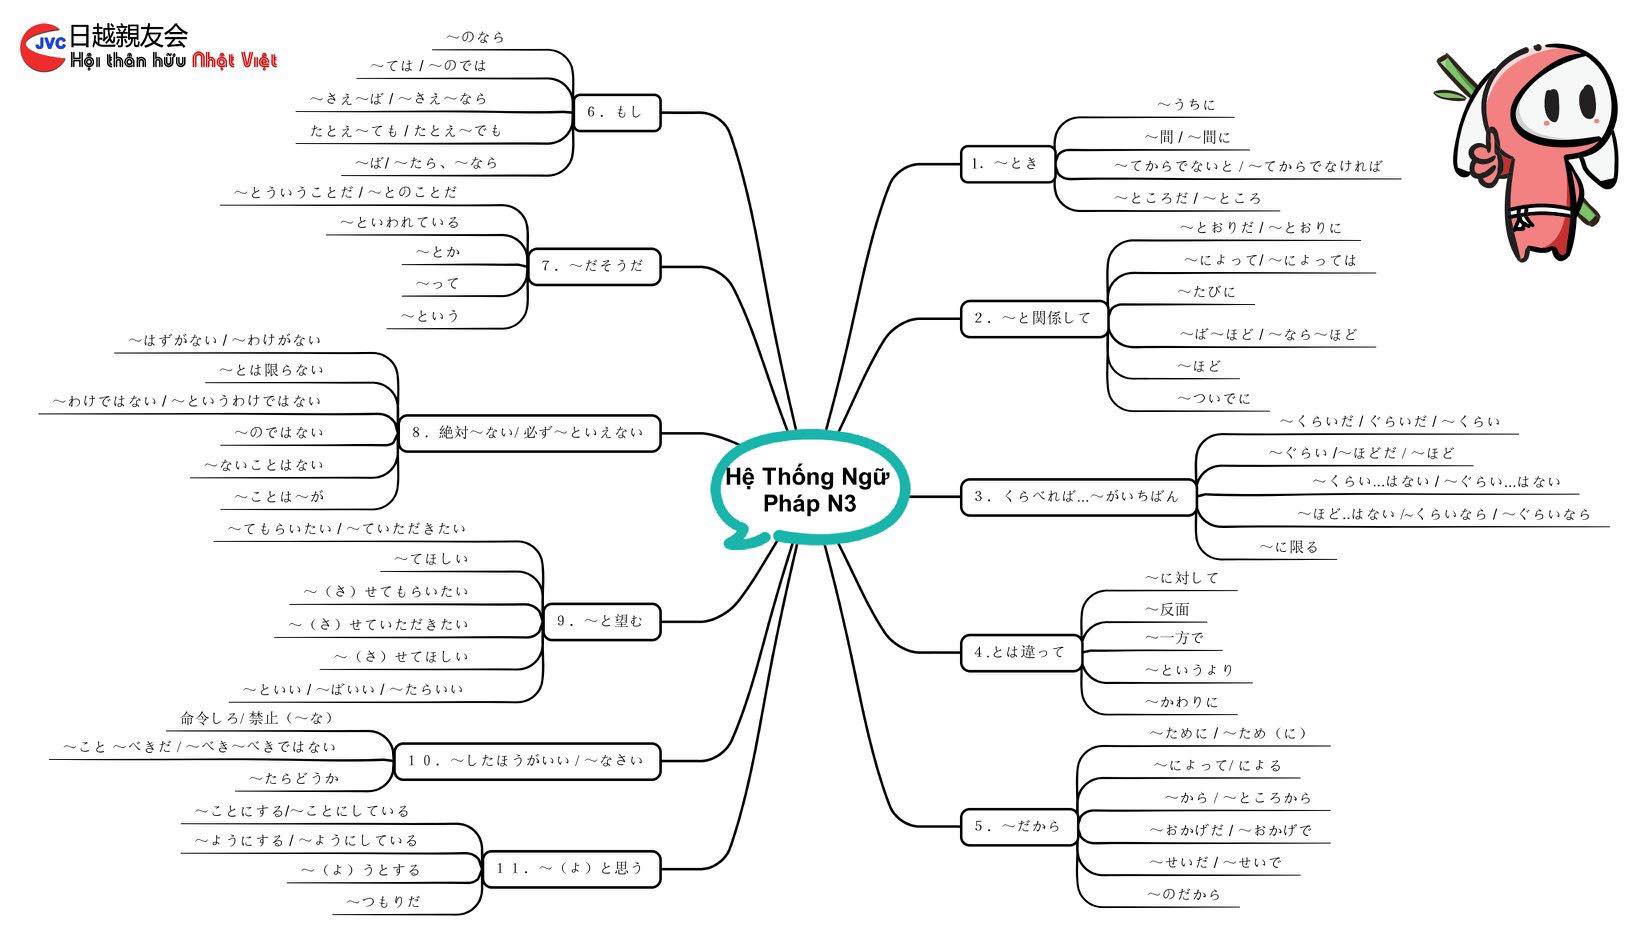 JVC 日越親友会
Hội thân hữu Nhật Việt
Hệ Thống Ngữ
Pháp N3
1. ～とき
～うちに
～間 / ～間に
～てからでないと / ～てからでなければ
～ところだ / ～ところ
２．～と関係して
～とおりだ / ～とおりに
～によって/ ～によっては
～たびに
～ば～ほど / ～なら～ほど
～ほど
～ついでに
３．くらべれば...～がいちばん
～くらいだ / ぐらいだ / ～くらい
～ぐらい /～ほどだ / ～ほど
～くらい...はない / ～ぐらい...はない
～ほど..はない /～くらいなら / ～ぐらいなら
～に限る
４.とは違って
～に対して
～反面
～一方で
～というより
～かわりに
５．～だから
～ために / ～ため（に）
～によって/ による
～から / ～ところから
～おかげだ / ～おかげで
～せいだ / ～せいで
～のだから
６．もし
～のなら
～ては / ～のでは
～さえ～ば / ～さえ～なら
たとえ～ても / たとえ～でも
～ば/ ～たら、～なら
７．～だそうだ
～とういうことだ / ～とのことだ
～といわれている
～とか
～って
～という
８．絶対～ない/ 必ず～といえない
～はずがない / ～わけがない
～とは限らない
～わけではない / ～というわけではない
～のではない
～ないことはない
～ことは～が
９．～と望む
～てもらいたい / ～ていただきたい
～てほしい
～（さ）せてもらいたい
～（さ）せていただきたい
～（さ）せてほしい
～といい / ～ばいい / ～たらいい
１０．～したほうがいい / ～なさい
命令しろ/ 禁止（～な）
～こと ～べきだ / ～べき～べきではない
～たらどうか
１１．～（よ）と思う
～ことにする/～ことにしている
～ようにする / ～ようにしている
～（よ）うとする
～つもりだ